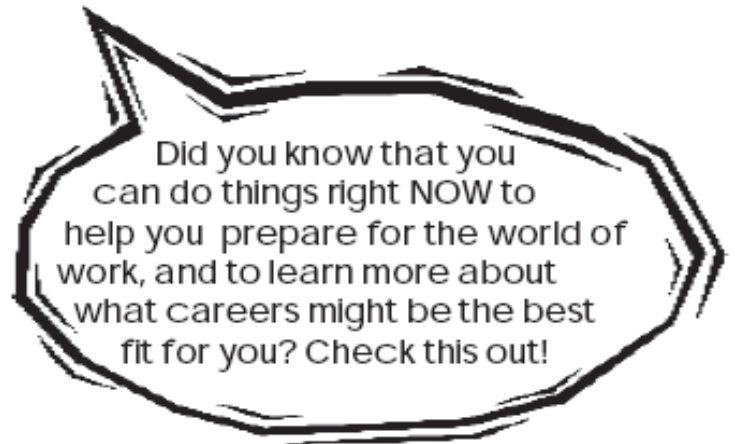 Did you know that you
can do things right NOW to
help you prepare for the world of
work, and to learn more about
what careers might be the best
fit for you? Check this out!